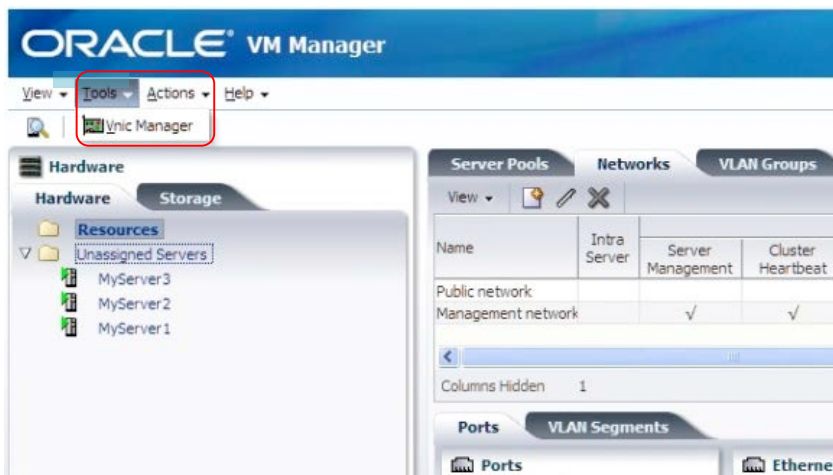 ORACLE® VM Manager
View Tools Actions Help
Vnic Manager
Hardware
Hardware Storage
Resources
Unassigned Servers
MyServer3
MyServer2
MyServer1
Server Pools Networks VLAN Groups
View
Name Intra Server Server Management Cluster Heartbeat
Public network
Management network √ √
Columns Hidden 1
Ports VLAN Segments
Ports Etherne